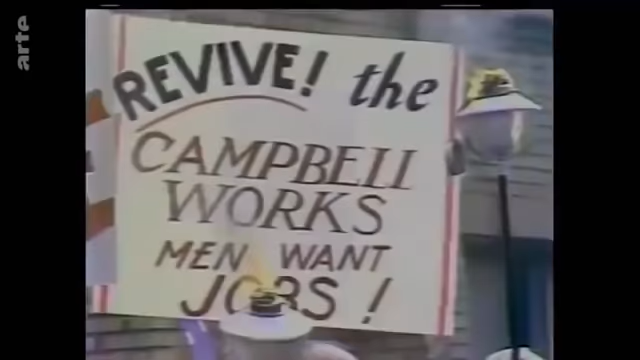 arte
REVIVE! the
CAMPBELL
WORKS
MEN WANT
JOBS!